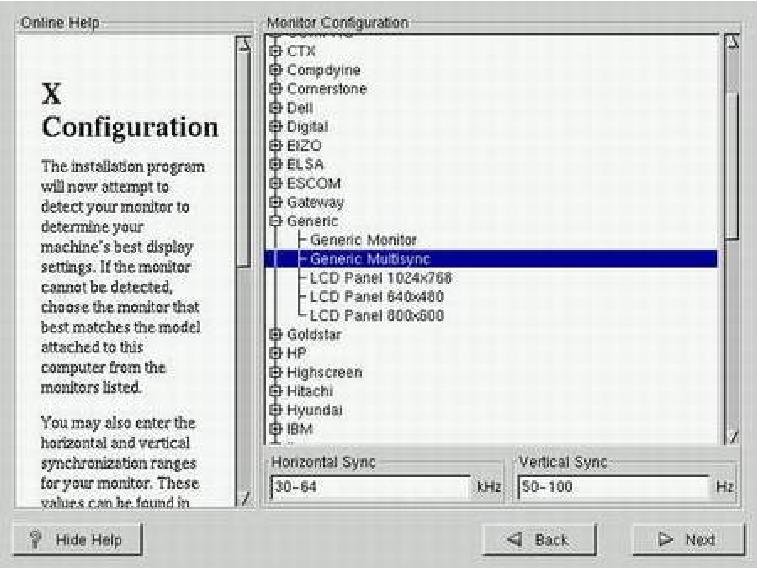 Online Help
X
Configuration
The installation program
will now attempt to
detect your monitor to
determine your
machine's best display
settings. If the monitor
cannot be detected,
choose the monitor that
best matches the model
attached to this
computer from the
monitors listed.
You may also enter the
horizontal and vertical
synchronization ranges
for your monitor. These
values can be found in
Monitor Configuration
CTX
Compdyine
Cornerstone
Dell
Digital
EIZO
ELSA
ESCOM
Gateway
Generic
Generic Monitor
Generic Multisync
LCD Panel 1024x768
LCD Panel 640x480
LCD Panel 800x600
Goldstar
HP
Highscreen
Hitachi
Hyundai
IBM
Horizontal Sync
30-64 kHz
Vertical Sync
50-100 Hz
? Hide Help
Back
Next